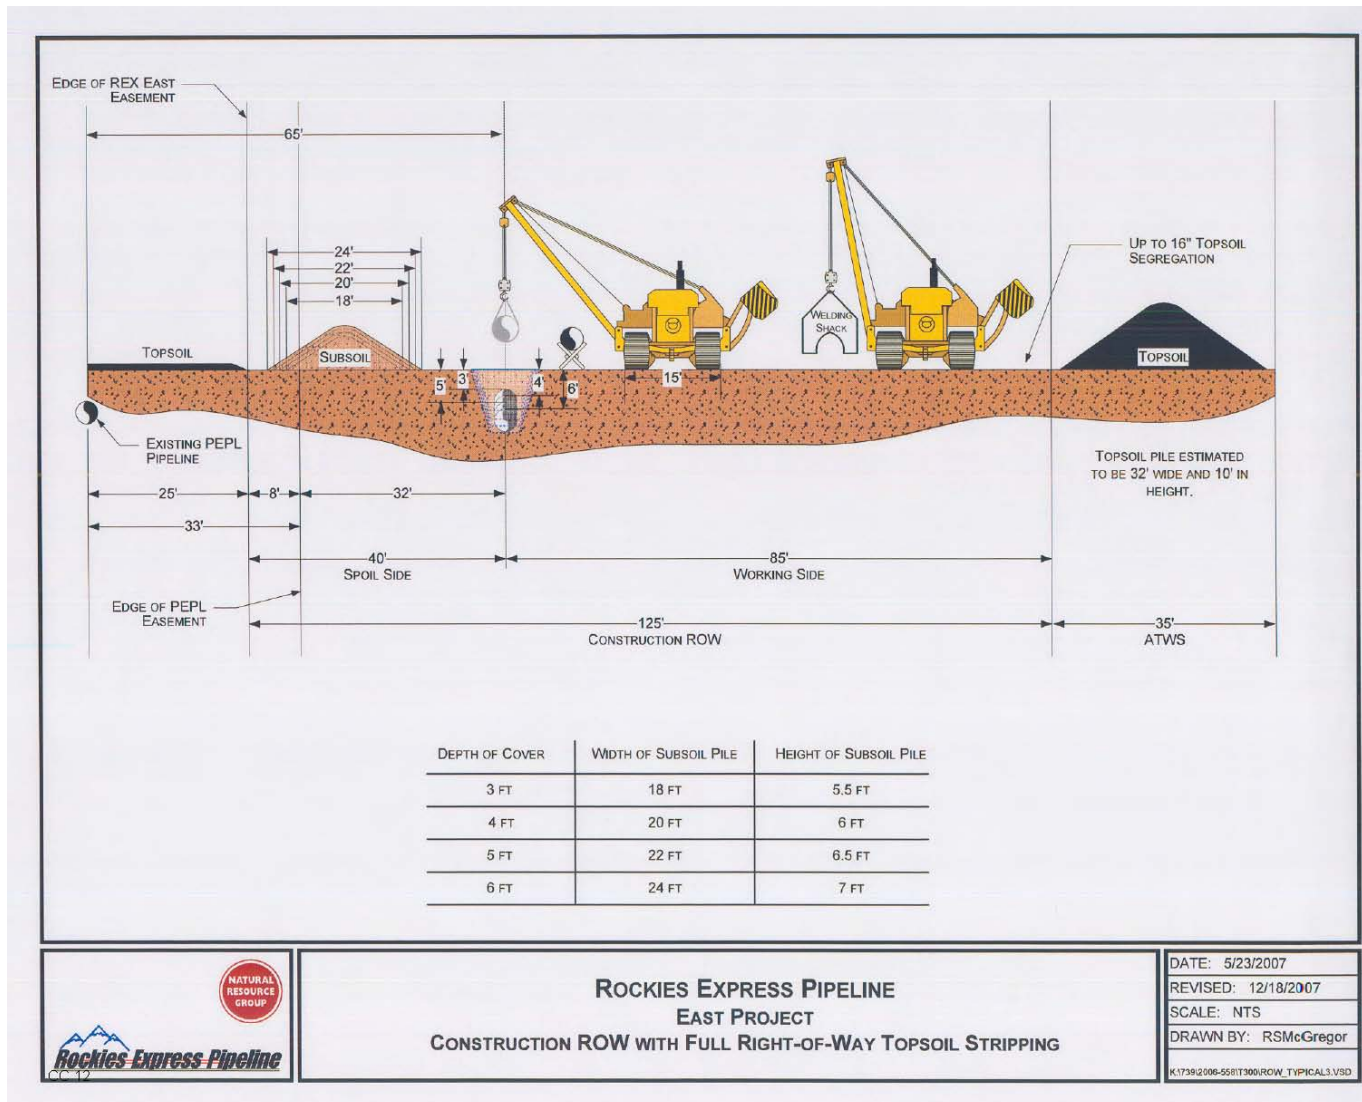 EDGE OF REX EAST
EASEMENT
65'
24'
22'
20'
18'
UP TO 16" TOPSOIL
SEGREGATION
WELDING
SHACK
TOPSOIL
SUBSOIL
TOPSOIL
5'
3'
4'
6'
15'
EXISTING PEPL
PIPELINE
TOPSOIL PILE ESTIMATED
TO BE 32' WIDE AND 10' IN
HEIGHT.
25'
8'
32'
33'
40'
SPOIL SIDE
85'
WORKING SIDE
EDGE OF PEPL
EASEMENT
125'
CONSTRUCTION ROW
35'
ATWS
DEPTH OF COVER WIDTH OF SUBSOIL PILE HEIGHT OF SUBSOIL PILE
3 FT 18 FT 5.5 FT
4 FT 20 FT 6 FT
5 FT 22 FT 6.5 FT
6 FT 24 FT 7 FT
NATURAL
RESOURCE
GROUP
Rockies Express Pipeline
CC 12
ROCKIES EXPRESS PIPELINE
EAST PROJECT
CONSTRUCTION ROW WITH FULL RIGHT-OF-WAY TOPSOIL STRIPPING
DATE: 5/23/2007
REVISED: 12/18/2007
SCALE: NTS
DRAWN BY: RSMcGregor
K:\739\2006-558\T300\ROW_TYPICAL3.VSD